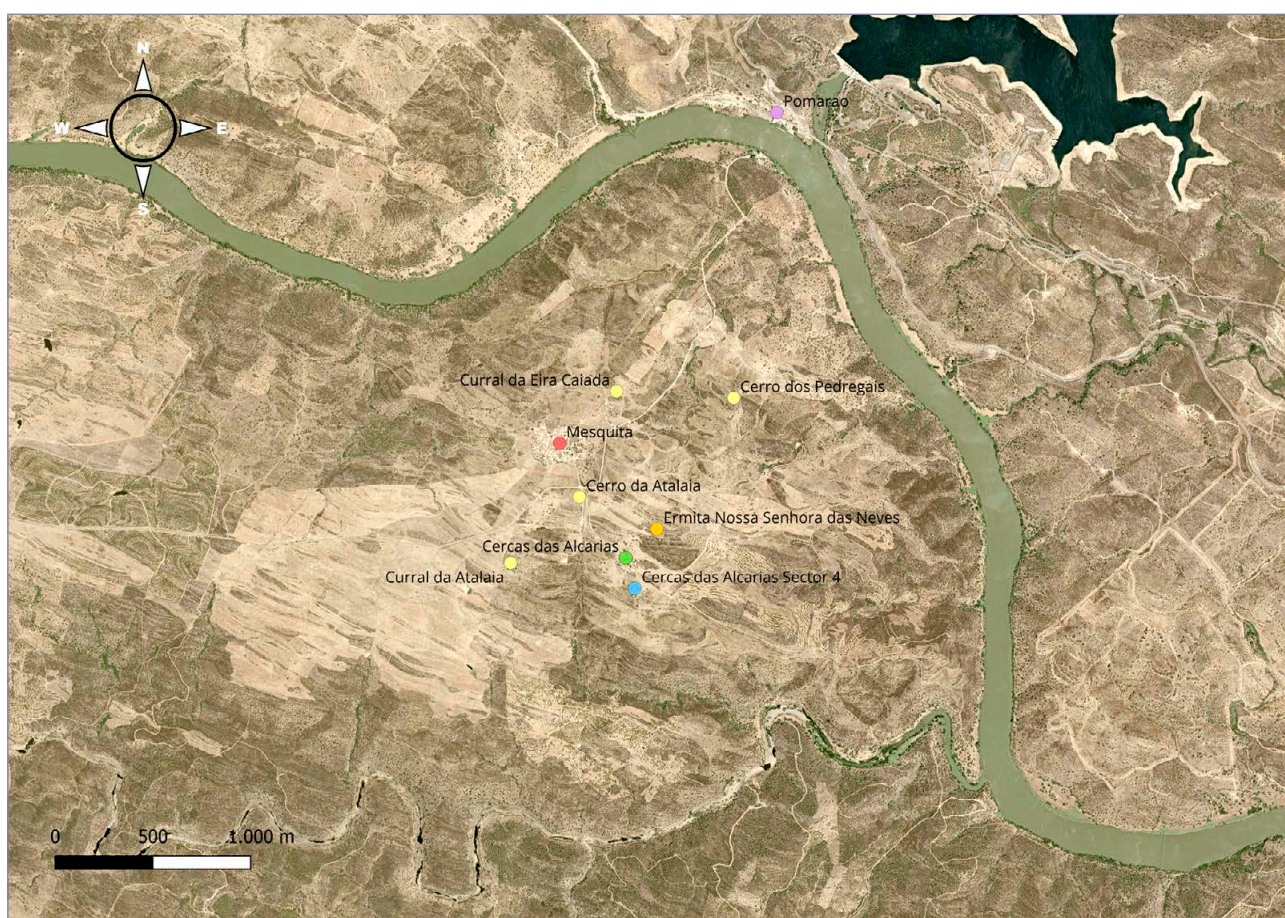 N
W E
S
Pomarao
Curral da Eira Caiada
Cerro dos Pedregais
Mesquita
Cerro da Atalaia
Ermita Nossa Senhora das Neves
Cercas das Alcarias
Curral da Atalaia
Cercas das Alcarias Sector 4
0 500 1.000 m